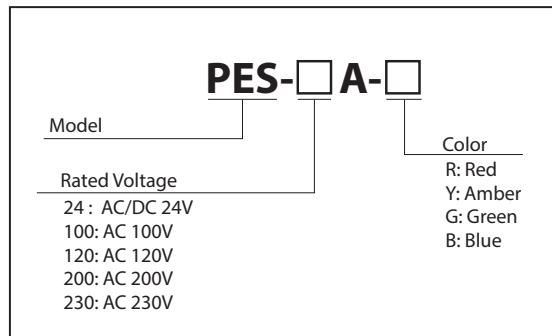 PES-□ A-□
Model
Rated Voltage
24 : AC/DC 24V
100: AC 100V
120: AC 120V
200: AC 200V
230: AC 230V
Color
R: Red
Y: Amber
G: Green
B: Blue